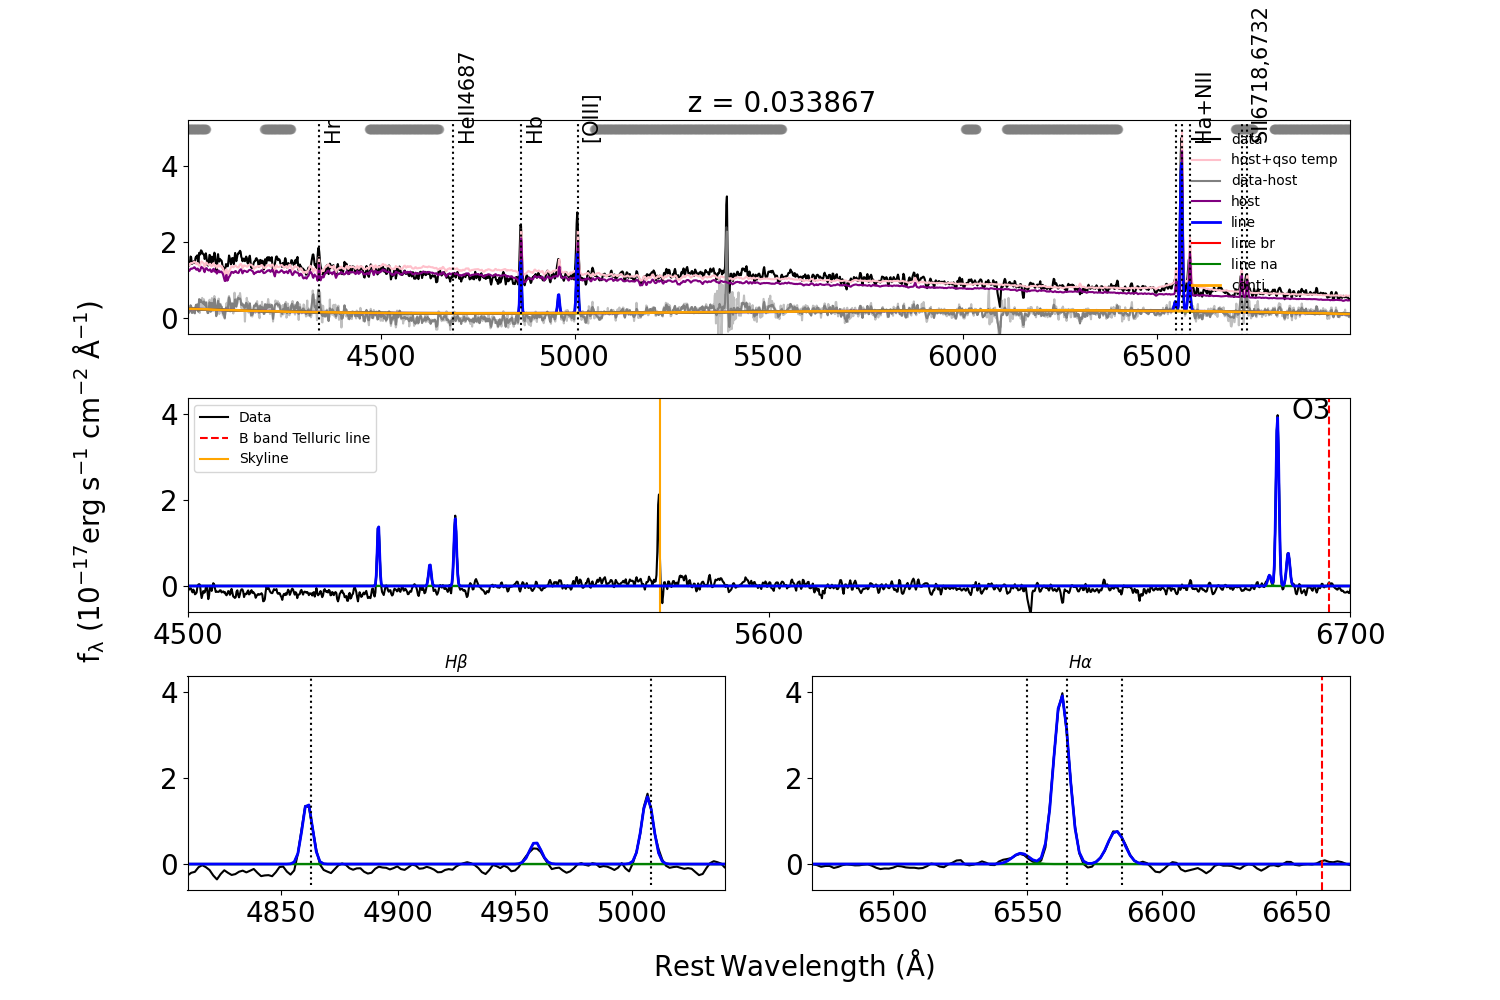 Hr
HeII4687
Hb
[OIII]
Ha+NII
SII6718,6732
z = 0.033867
data
host+qso temp
data-host
host
line
line br
line na
conti
4
2
0
4500
5000
5500
6000
6500
Data
B band Telluric line
Skyline
O3
4
2
0
4500
5600
6700
Hβ
4
2
0
4850
4900
4950
5000
Hα
4
2
0
6500
6550
6600
6650
fλ (10⁻¹⁷erg s⁻¹ cm⁻² Å⁻¹)
Rest Wavelength (Å)